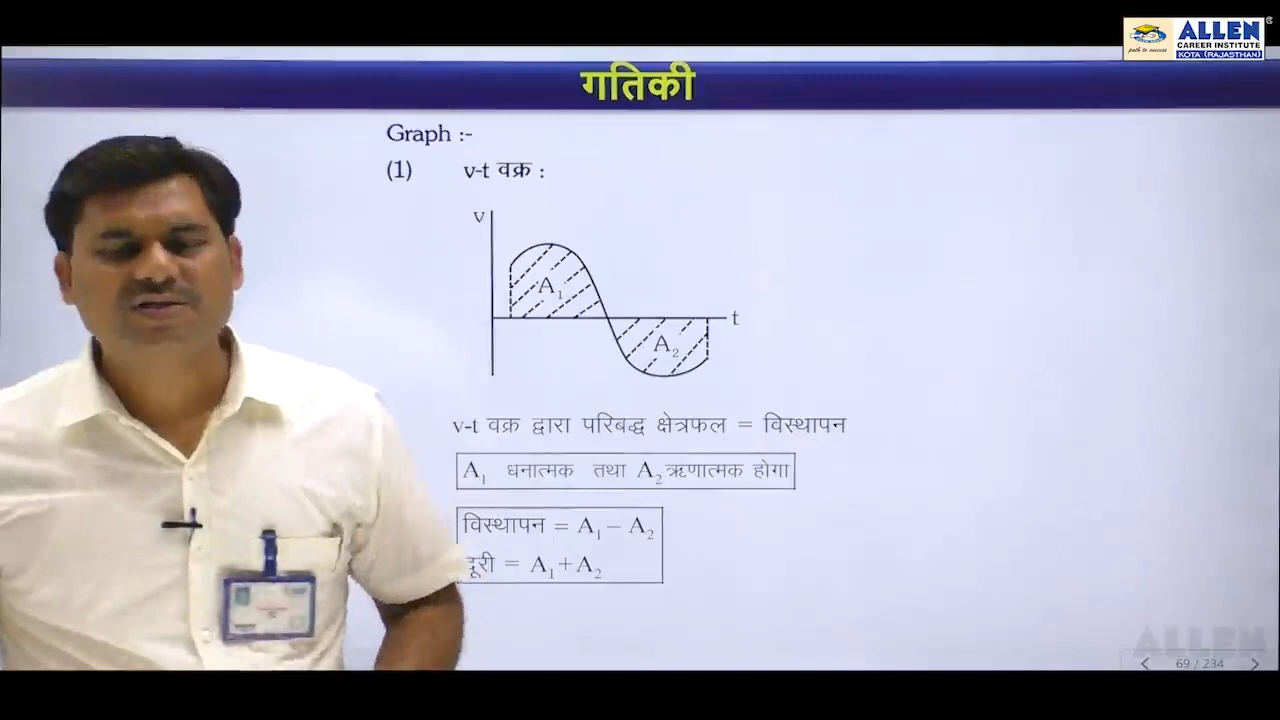 ALLEN
CAREER INSTITUTE
KOTA (RAJASTHAN)
path to success
गतिकी
Graph :-
(1) v-t वक्र :
v
A₁
t
A₂
v-t वक्र द्वारा परिबद्ध क्षेत्रफल = विस्थापन
A₁ धनात्मक तथा A₂ ऋणात्मक होगा
विस्थापन = A₁ – A₂
दूरी = A₁+A₂
ALLEN
69 / 234